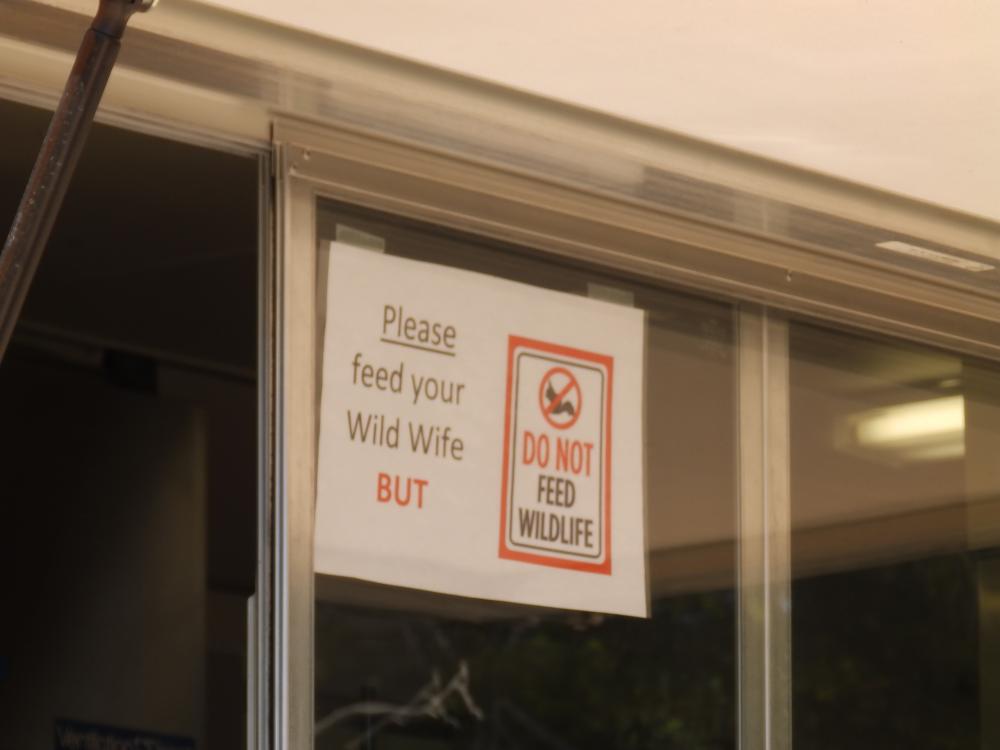 Please
feed your
Wild Wife
BUT
DO NOT
FEED
WILDLIFE